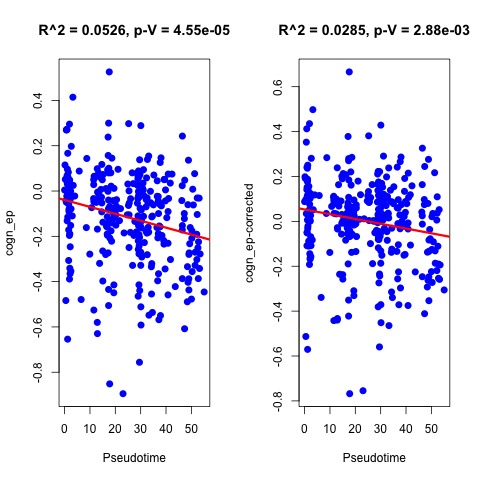 R^2 = 0.0526, p-V = 4.55e-05
R^2 = 0.0285, p-V = 2.88e-03
cogn_ep
0.4
0.2
0.0
-0.2
-0.4
-0.6
-0.8
0 10 20 30 40 50
Pseudotime
cogn_ep-corrected
0.6
0.4
0.2
0.0
-0.2
-0.4
-0.6
-0.8
0 10 20 30 40 50
Pseudotime